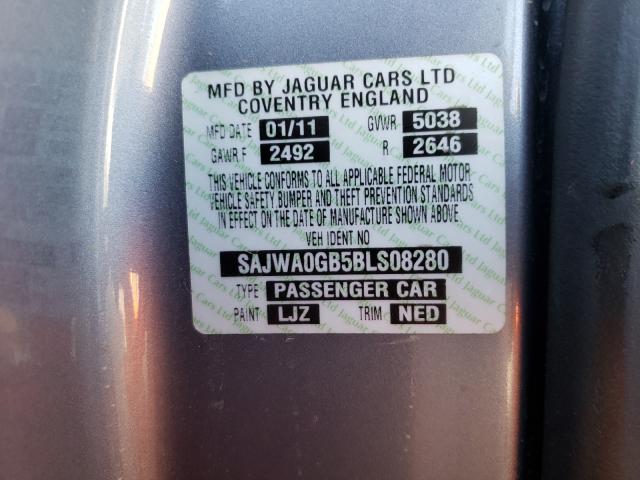 MFD BY JAGUAR CARS LTD
COVENTRY ENGLAND
MFD DATE 01/11 GVWR 5038
GAWR F 2492 R 2646
THIS VEHICLE CONFORMS TO ALL APPLICABLE FEDERAL MOTOR
VEHICLE SAFETY BUMPER AND THEFT PREVENTION STANDARDS
IN EFFECT ON THE DATE OF MANUFACTURE SHOWN ABOVE.
VEH IDENT NO
SAJWA0GB5BLS08280
TYPE PASSENGER CAR
PAINT LJZ TRIM NED